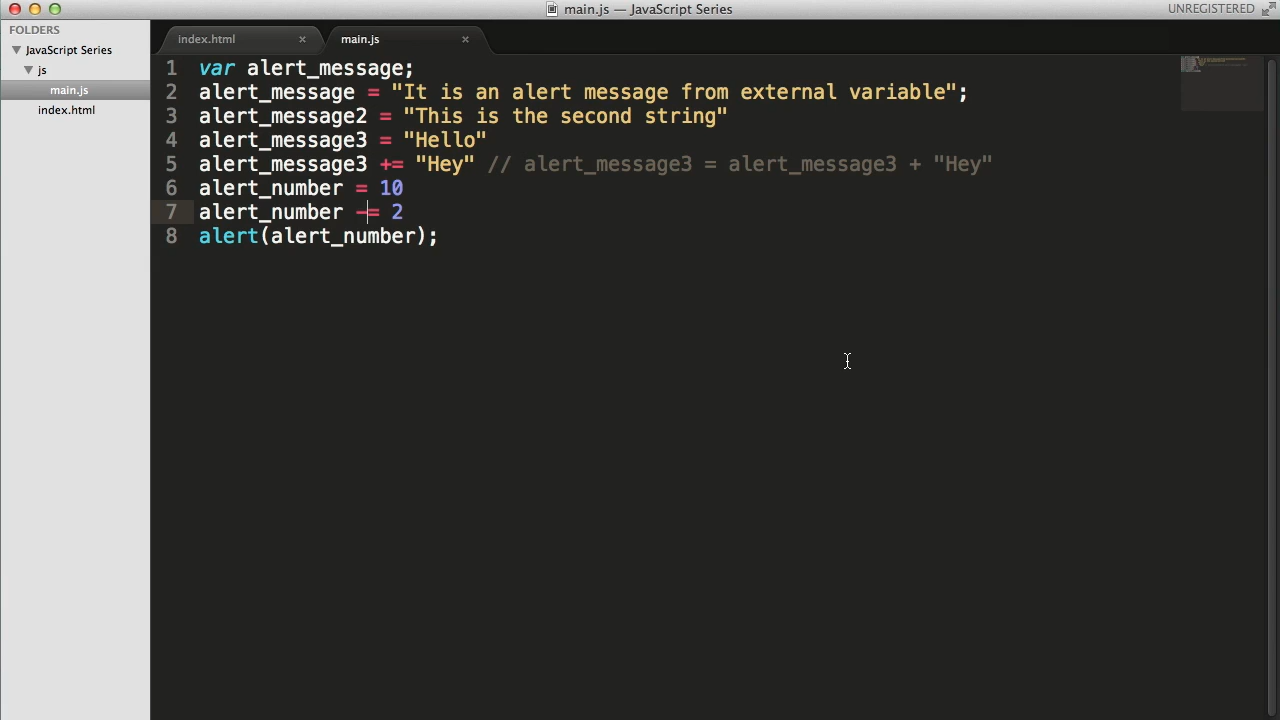 main.js — JavaScript Series
UNREGISTERED
FOLDERS
JavaScript Series
js
main.js
index.html
index.html ×
main.js ×
1 var alert_message;
2 alert_message = "It is an alert message from external variable";
3 alert_message2 = "This is the second string"
4 alert_message3 = "Hello"
5 alert_message3 += "Hey" // alert_message3 = alert_message3 + "Hey"
6 alert_number = 10
7 alert_number -= 2
8 alert(alert_number);